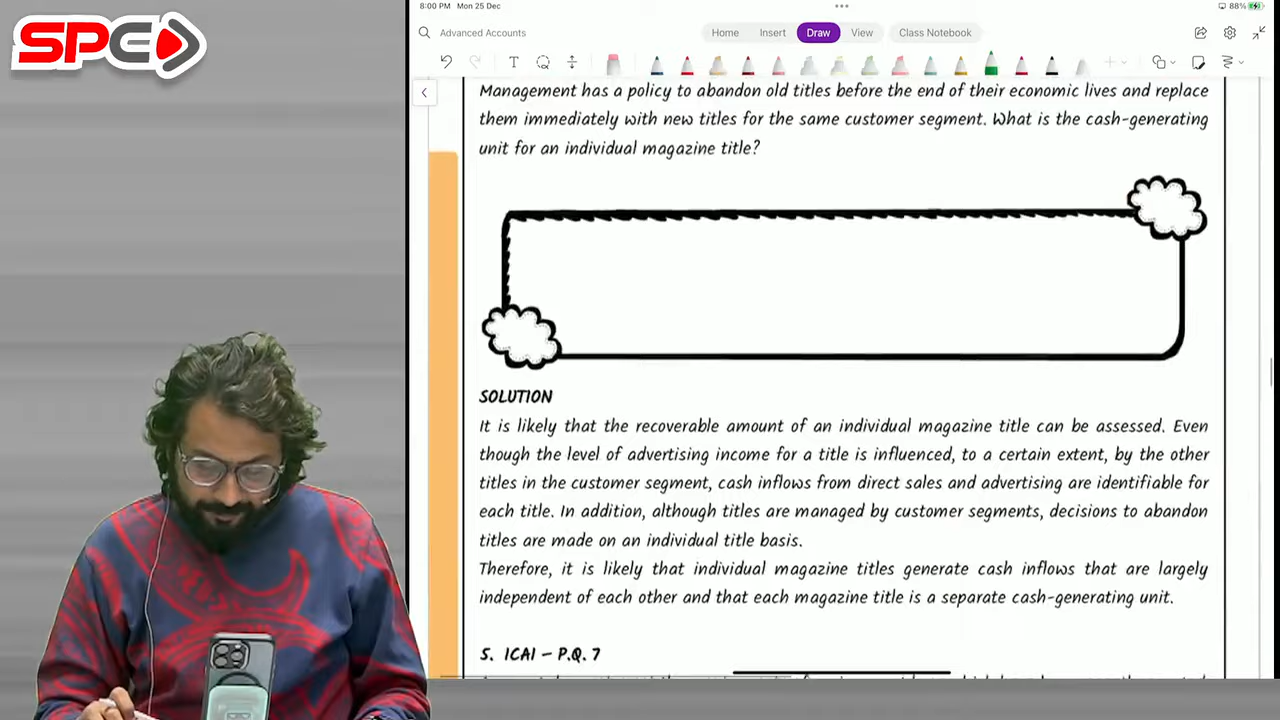 SPE
8:00 PM Mon 25 Dec
88%
Advanced Accounts
Home Insert Draw View Class Notebook
Management has a policy to abandon old titles before the end of their economic lives and replace
them immediately with new titles for the same customer segment. What is the cash-generating
unit for an individual magazine title?
SOLUTION
It is likely that the recoverable amount of an individual magazine title can be assessed. Even
though the level of advertising income for a title is influenced, to a certain extent, by the other
titles in the customer segment, cash inflows from direct sales and advertising are identifiable for
each title. In addition, although titles are managed by customer segments, decisions to abandon
titles are made on an individual title basis.
Therefore, it is likely that individual magazine titles generate cash inflows that are largely
independent of each other and that each magazine title is a separate cash-generating unit.
5. ICAI – P.Q. 7